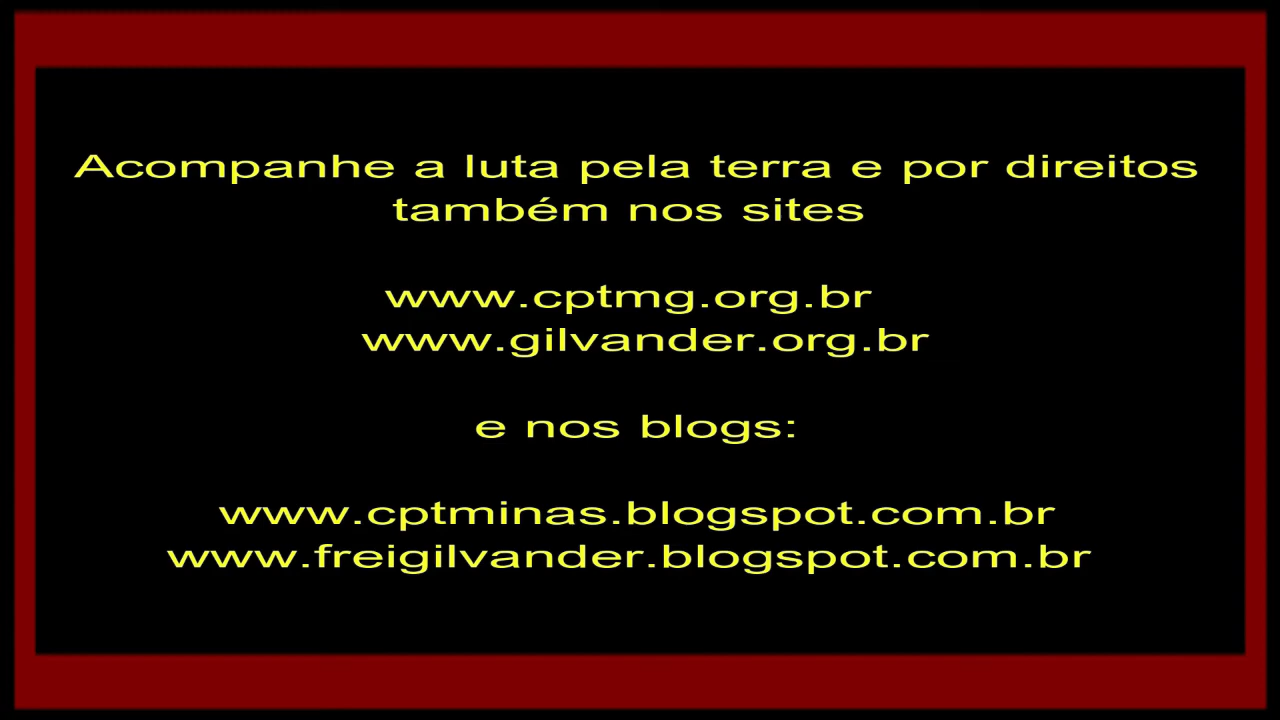 Acompanhe a luta pela terra e por direitos
também nos sites
www.cptmg.org.br
www.gilvander.org.br
e nos blogs:
www.cptminas.blogspot.com.br
www.freigilvander.blogspot.com.br